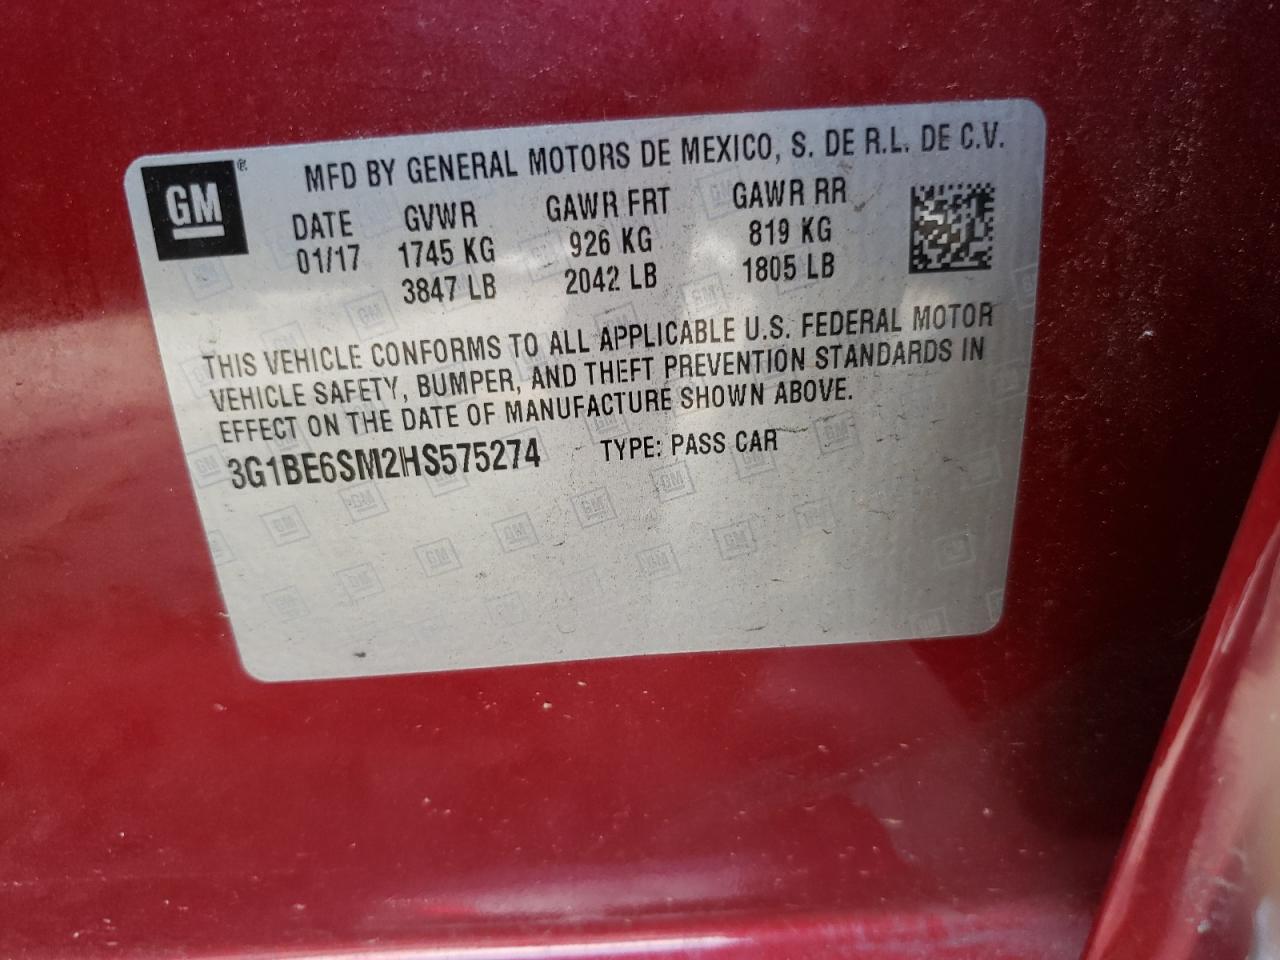 GM®
MFD BY GENERAL MOTORS DE MEXICO, S. DE R.L. DE C.V.
DATE GVWR GAWR FRT GAWR RR
01/17 1745 KG 926 KG 819 KG
3847 LB 2042 LB 1805 LB
THIS VEHICLE CONFORMS TO ALL APPLICABLE U.S. FEDERAL MOTOR
VEHICLE SAFETY, BUMPER, AND THEFT PREVENTION STANDARDS IN
EFFECT ON THE DATE OF MANUFACTURE SHOWN ABOVE.
3G1BE6SM2HS575274 TYPE: PASS CAR